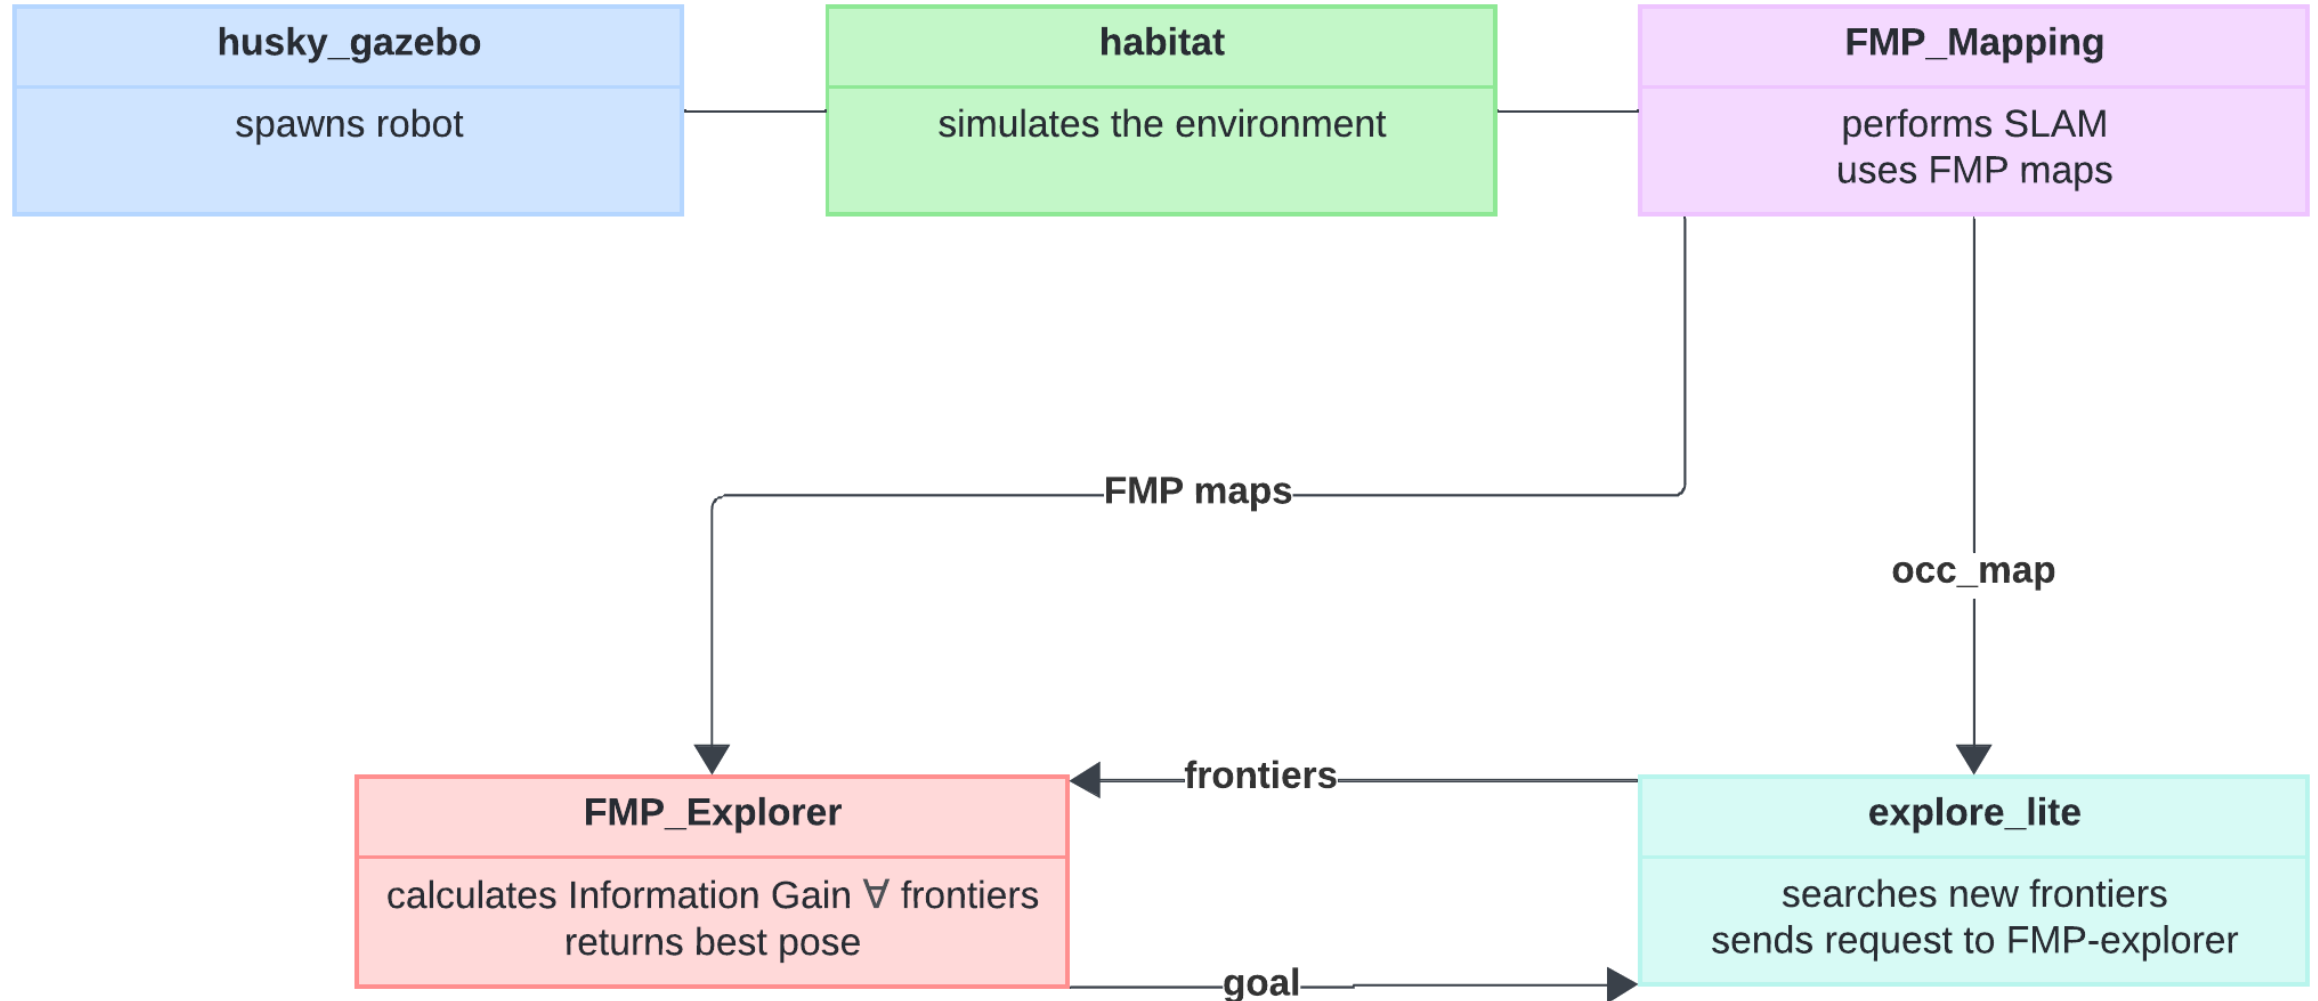 husky_gazebo
spawns robot
habitat
simulates the environment
FMP_Mapping
performs SLAM
uses FMP maps
FMP maps
occ_map
frontiers
FMP_Explorer
calculates Information Gain ∀ frontiers
returns best pose
explore_lite
searches new frontiers
sends request to FMP-explorer
goal